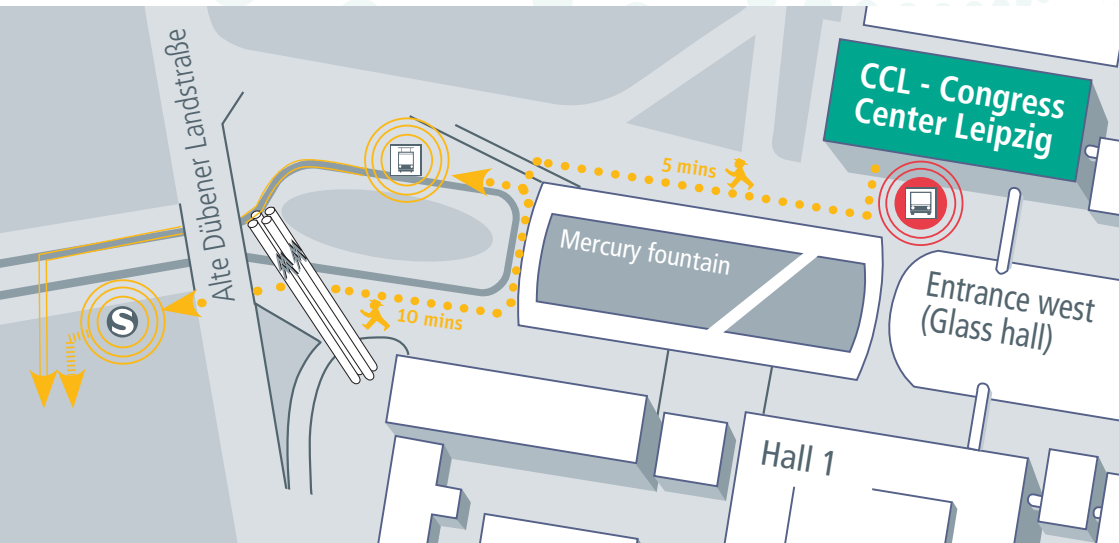 CCL - Congress
Center Leipzig
Alte Dübener Landstraße
5 mins
Mercury fountain
Entrance west
(Glass hall)
10 mins
S
Hall 1